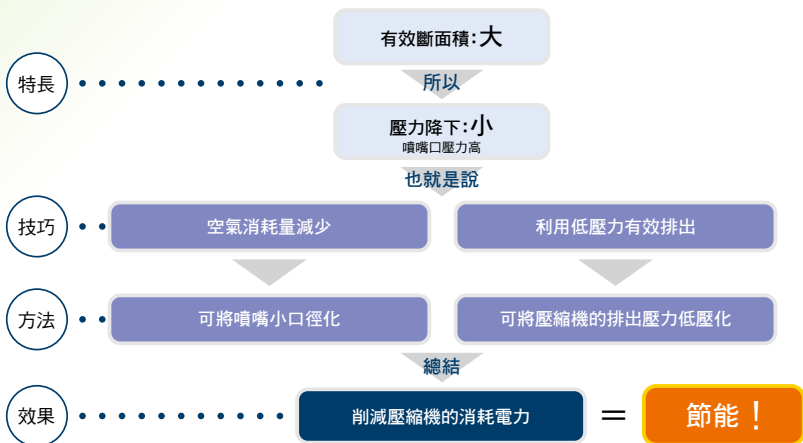 有效斷面積:大
特長
所以
壓力降下:小
噴嘴口壓力高
也就是說
技巧
空氣消耗量減少
利用低壓力有效排出
方法
可將噴嘴小口徑化
可將壓縮機的排出壓力低壓化
總結
效果
削減壓縮機的消耗電力
=
節能!